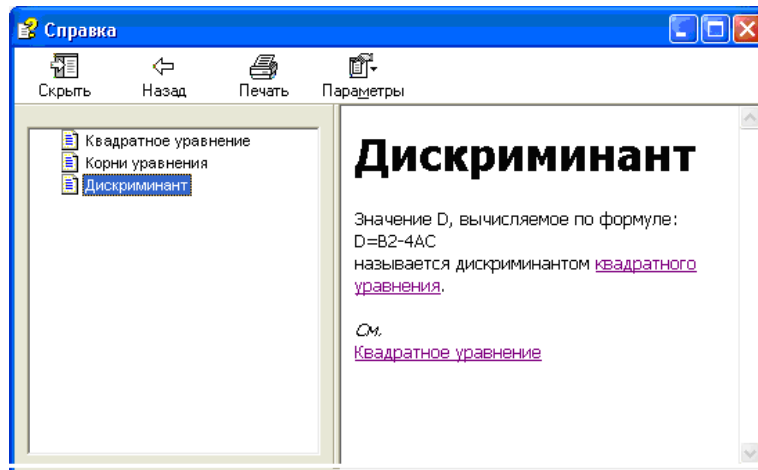 Справка
Скрыть Назад Печать Параметры
Квадратное уравнение
Корни уравнения
Дискриминант
Дискриминант
Значение D, вычисляемое по формуле:
D=B2-4AC
называется дискриминантом квадратного
уравнения.
См.
Квадратное уравнение